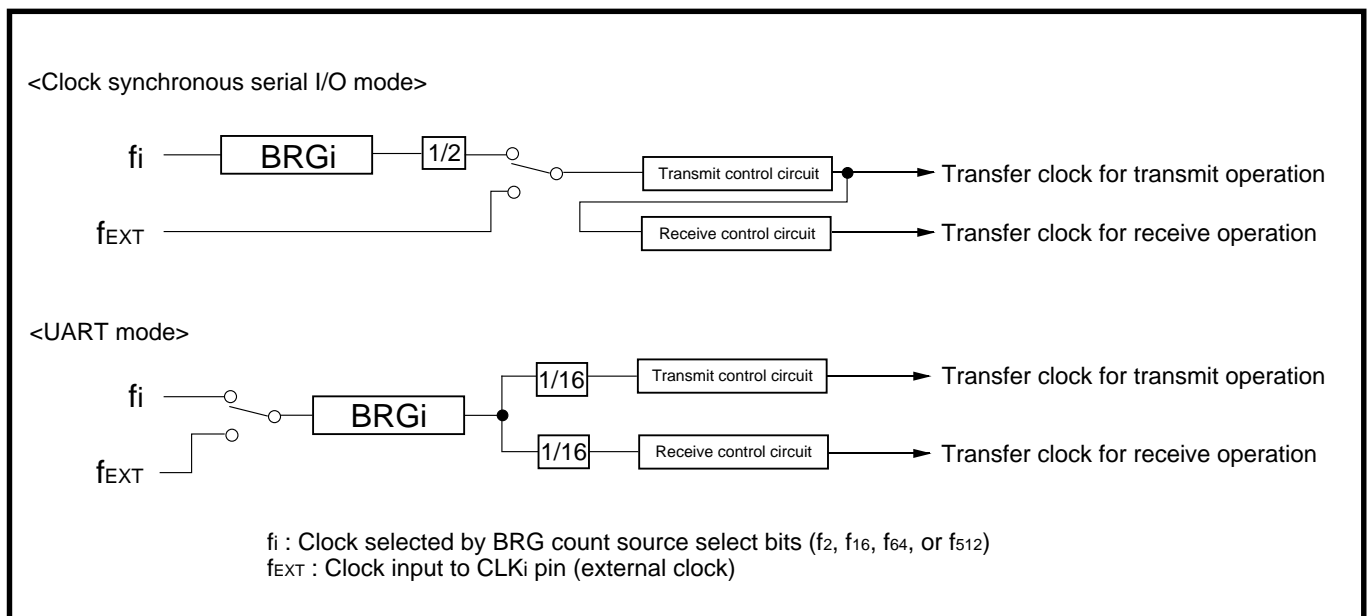 <Clock synchronous serial I/O mode>
fi BRGi 1/2 Transmit control circuit Transfer clock for transmit operation
fEXT Receive control circuit Transfer clock for receive operation
<UART mode>
fi BRGi 1/16 Transmit control circuit Transfer clock for transmit operation
fEXT 1/16 Receive control circuit Transfer clock for receive operation
fi : Clock selected by BRG count source select bits (f2, f16, f64, or f512)
fEXT : Clock input to CLKi pin (external clock)